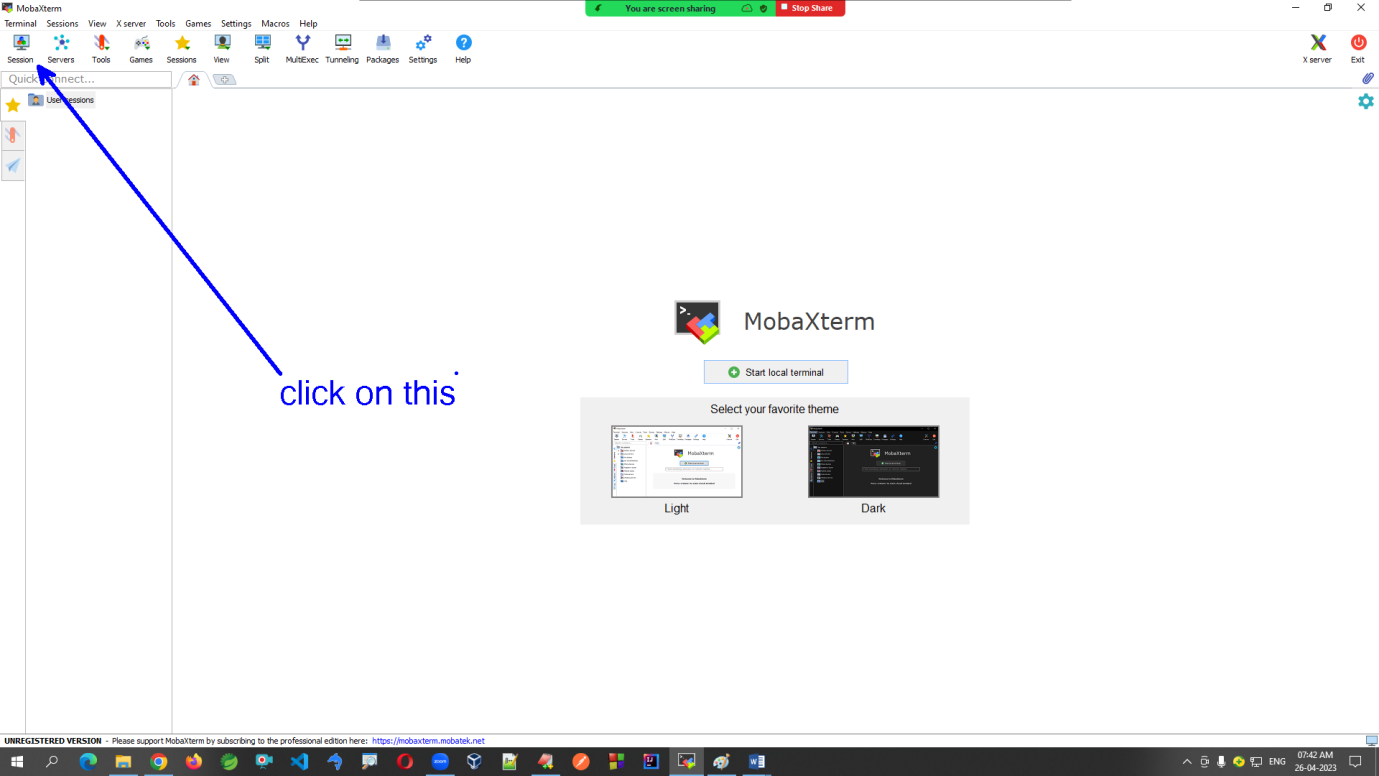 MobaXterm
You are screen sharing
Stop Share
Terminal Sessions View X server Tools Games Settings Macros Help
Session Servers Tools Games Sessions View Split MultiExec Tunneling Packages Settings Help X server Exit
Quick connect...
User sessions
MobaXterm
Start local terminal
click on this
Select your favorite theme
MobaXterm
MobaXterm
Light
Dark
UNREGISTERED VERSION - Please support MobaXterm by subscribing to the professional edition here: https://mobaxterm.mobatek.net
zoom
ENG
07:42 AM
26-04-2023